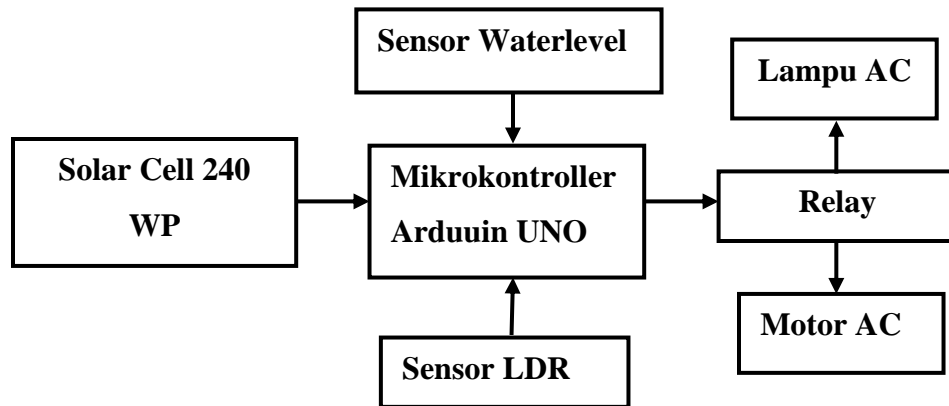 Sensor Waterlevel
Lampu AC
Solar Cell 240
WP
Mikrokontroller
Arduuin UNO
Relay
Sensor LDR
Motor AC